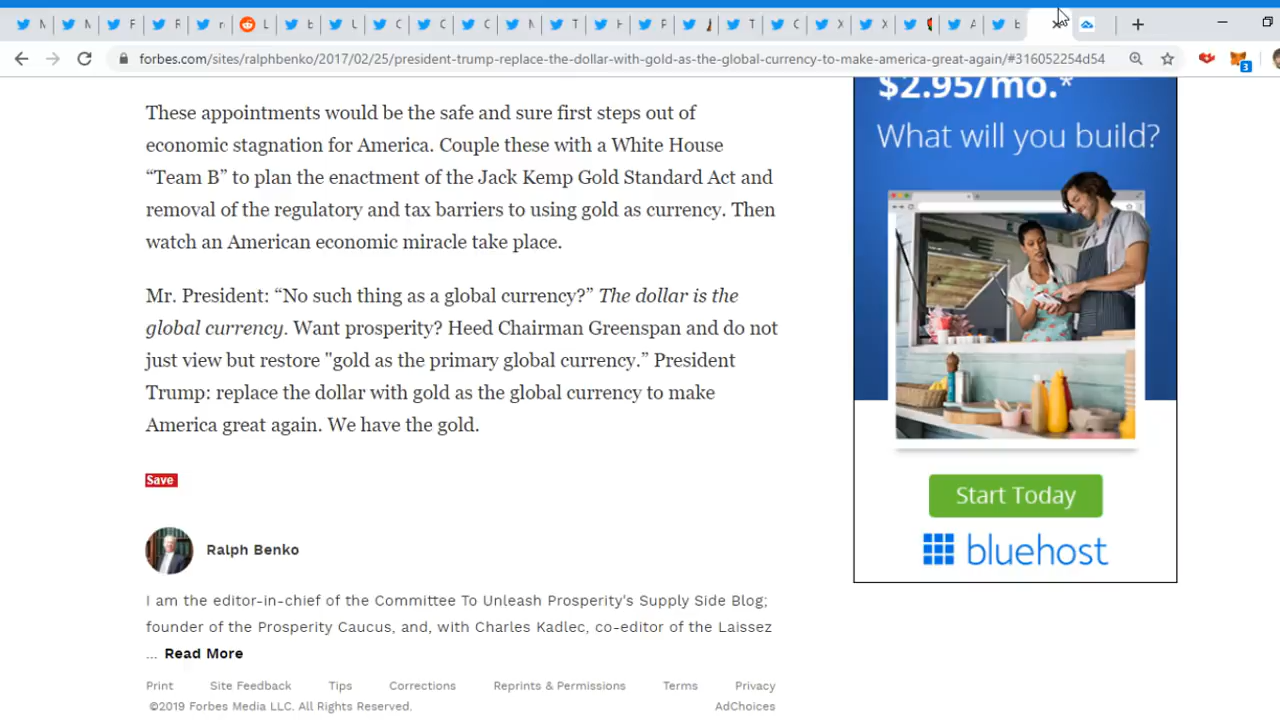 forbes.com/sites/ralphbenko/2017/02/25/president-trump-replace-the-dollar-with-gold-as-the-global-currency-to-make-america-great-again/#316052254d54
3
These appointments would be the safe and sure first steps out of
economic stagnation for America. Couple these with a White House
“Team B” to plan the enactment of the Jack Kemp Gold Standard Act and
removal of the regulatory and tax barriers to using gold as currency. Then
watch an American economic miracle take place.
Mr. President: “No such thing as a global currency?” The dollar is the
global currency. Want prosperity? Heed Chairman Greenspan and do not
just view but restore "gold as the primary global currency.” President
Trump: replace the dollar with gold as the global currency to make
America great again. We have the gold.
Save
Ralph Benko
I am the editor-in-chief of the Committee To Unleash Prosperity's Supply Side Blog;
founder of the Prosperity Caucus, and, with Charles Kadlec, co-editor of the Laissez
... Read More
Print Site Feedback Tips Corrections Reprints & Permissions Terms Privacy
©2019 Forbes Media LLC. All Rights Reserved. AdChoices
$2.95/mo.*
What will you build?
Start Today
bluehost